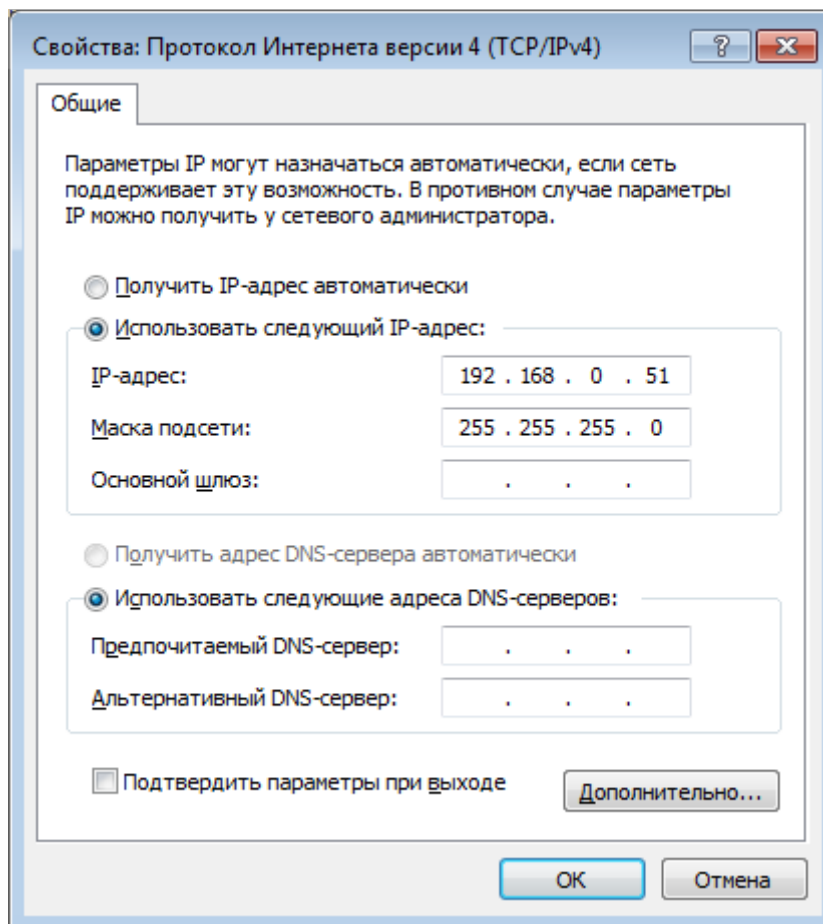 Свойства: Протокол Интернета версии 4 (TCP/IPv4)
Общие
Параметры IP могут назначаться автоматически, если сеть
поддерживает эту возможность. В противном случае параметры
IP можно получить у сетевого администратора.
Получить IP-адрес автоматически
Использовать следующий IP-адрес:
IP-адрес: 192 . 168 . 0 . 51
Маска подсети: 255 . 255 . 255 . 0
Основной шлюз: . . .
Получить адрес DNS-сервера автоматически
Использовать следующие адреса DNS-серверов:
Предпочитаемый DNS-сервер: . . .
Альтернативный DNS-сервер: . . .
Подтвердить параметры при выходе
Дополнительно...
ОК Отмена